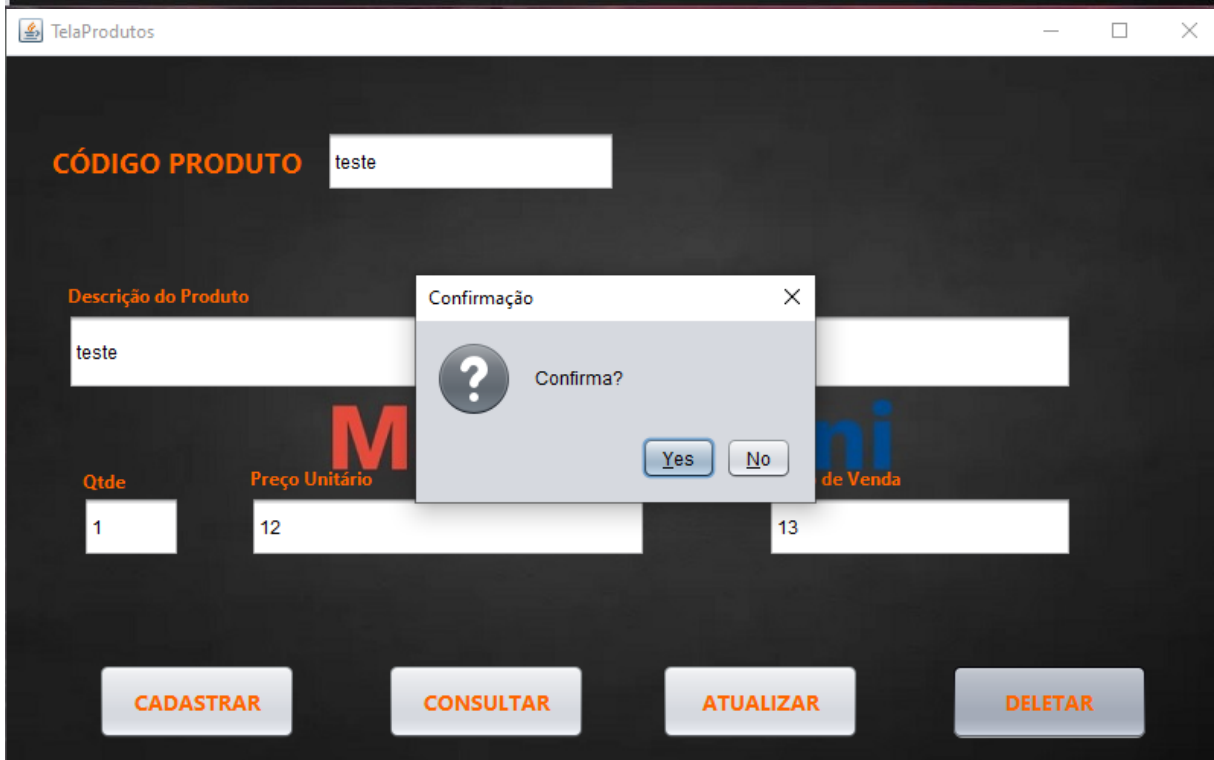 TelaProdutos
CÓDIGO PRODUTO teste
Descrição do Produto
teste
Confirmação
Confirma?
Yes No
M ni
Qtde Preço Unitário de Venda
1 12 13
CADASTRAR CONSULTAR ATUALIZAR DELETAR